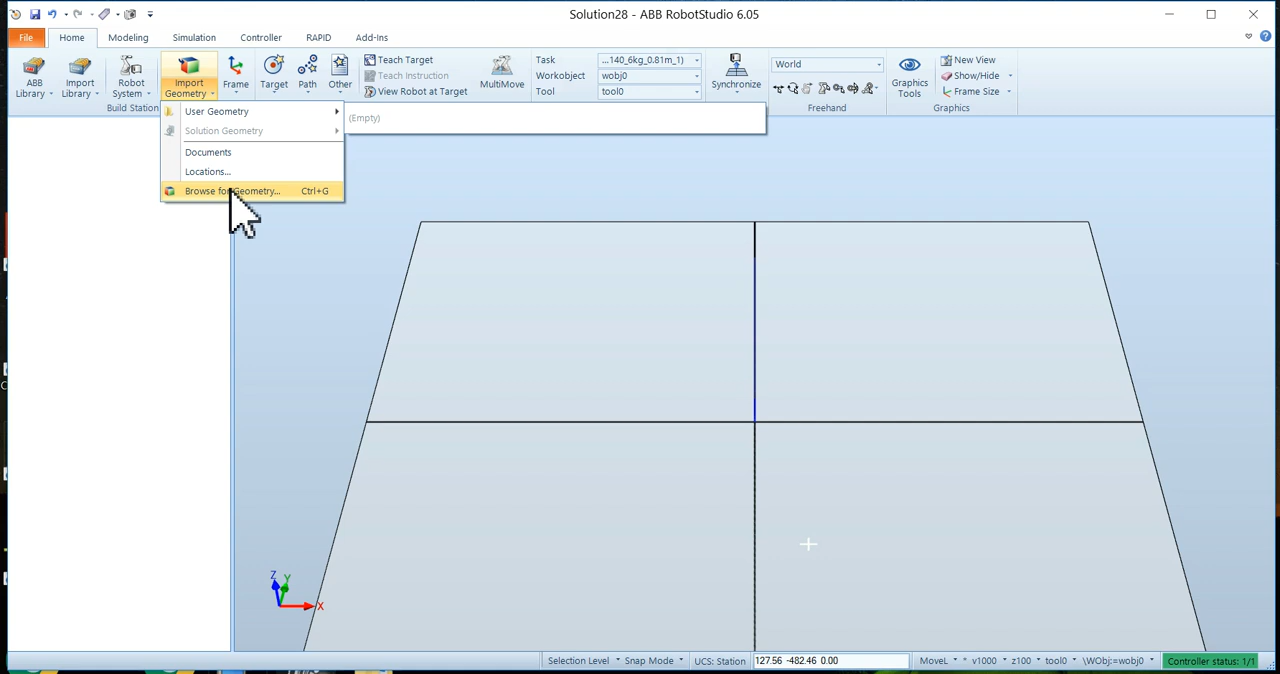 Solution28 - ABB RobotStudio 6.05
File Home Modeling Simulation Controller RAPID Add-Ins
ABB Library
Import Library
Robot System
Import Geometry
Frame
Target
Path
Other
Teach Target
Teach Instruction
View Robot at Target
MultiMove
Task ...140_6kg_0.81m_1)
Workobject wobj0
Tool tool0
Synchronize
World
Graphics Tools
New View
Show/Hide
Frame Size
Build Station
Freehand
Graphics
User Geometry
(Empty)
Solution Geometry
Documents
Locations...
Browse for Geometry... Ctrl+G
Z
Y
X
Selection Level Snap Mode UCS: Station 127.56 -482.46 0.00 MoveL * v1000 z100 tool0 \WObj:=wobj0 Controller status: 1/1